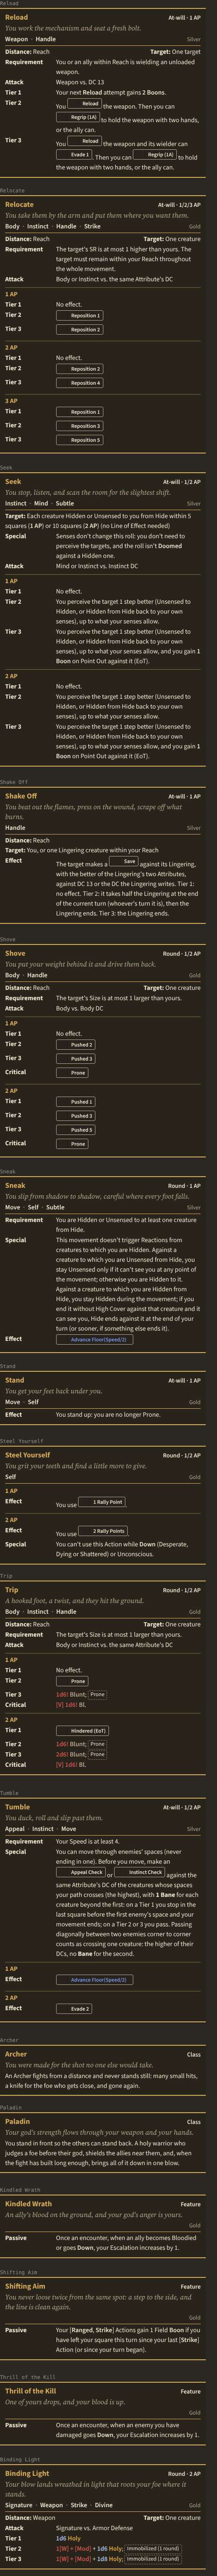 Reload
Reload At-will · 1 AP
You work the mechanism and seat a fresh bolt.
Weapon · Handle Silver
Distance: Reach Target: One target
Requirement You or an ally within Reach is wielding an unloaded
weapon.
Attack Weapon vs. DC 13
Tier 1 Your next Reload attempt gains 2 Boons.
Tier 2 You Reload the weapon. Then you can
Regrip (1A) to hold the weapon with two hands,
or the ally can.
Tier 3 You Reload the weapon and its wielder can
Evade 1 . Then you can Regrip (1A) to hold
the weapon with two hands, or the ally can.
Relocate
Relocate At-will · 1/2/3 AP
You take them by the arm and put them where you want them.
Body · Instinct · Handle · Strike Gold
Distance: Reach Target: One creature
Requirement The target's SR is at most 1 higher than yours. The
target must remain within your Reach throughout
the whole movement.
Attack Body or Instinct vs. the same Attribute's DC
1 AP
Tier 1 No effect.
Tier 2 Reposition 1
Tier 3 Reposition 2
2 AP
Tier 1 No effect.
Tier 2 Reposition 2
Tier 3 Reposition 4
3 AP
Tier 1 Reposition 1
Tier 2 Reposition 3
Tier 3 Reposition 5
Seek
Seek At-will · 1/2 AP
You stop, listen, and scan the room for the slightest shift.
Instinct · Mind · Subtle Silver
Target: Each creature Hidden or Unsensed to you from Hide within 5
squares (1 AP) or 10 squares (2 AP) (no Line of Effect needed)
Special Senses don't change this roll: you don't need to
perceive the targets, and the roll isn't Doomed
against a Hidden one.
Attack Mind or Instinct vs. Instinct DC
1 AP
Tier 1 No effect.
Tier 2 You perceive the target 1 step better (Unsensed to
Hidden, or Hidden from Hide back to your own
senses), up to what your senses allow.
Tier 3 You perceive the target 1 step better (Unsensed to
Hidden, or Hidden from Hide back to your own
senses), up to what your senses allow, and you gain 1
Boon on Point Out against it (EoT).
2 AP
Tier 1 No effect.
Tier 2 You perceive the target 1 step better (Unsensed to
Hidden, or Hidden from Hide back to your own
senses), up to what your senses allow.
Tier 3 You perceive the target 1 step better (Unsensed to
Hidden, or Hidden from Hide back to your own
senses), up to what your senses allow, and you gain 1
Boon on Point Out against it (EoT).
Shake Off
Shake Off At-will · 1 AP
You beat out the flames, press on the wound, scrape off what
burns.
Handle Silver
Distance: Reach
Target: You, or one Lingering creature within your Reach
Effect The target makes a Save against its Lingering,
with the better of the Lingering's two Attributes,
against DC 13 or the DC the Lingering writes. Tier 1:
no effect. Tier 2: it takes half the Lingering at the end
of the current turn (whoever's turn it is), then the
Lingering ends. Tier 3: the Lingering ends.
Shove
Shove Round · 1/2 AP
You put your weight behind it and drive them back.
Body · Handle Gold
Distance: Reach Target: One creature
Requirement The target's Size is at most 1 larger than yours.
Attack Body vs. Body DC
1 AP
Tier 1 No effect.
Tier 2 Pushed 2
Tier 3 Pushed 3
Critical Prone
2 AP
Tier 1 Pushed 1
Tier 2 Pushed 3
Tier 3 Pushed 5
Critical Prone
Sneak
Sneak Round · 1 AP
You slip from shadow to shadow, careful where every foot falls.
Move · Self · Subtle Silver
Requirement You are Hidden or Unsensed to at least one creature
from Hide.
Special This movement doesn't trigger Reactions from
creatures to which you are Hidden. Against a
creature to which you are Unsensed from Hide, you
stay Unsensed only if it can't see you at any point of
the movement; otherwise you are Hidden to it.
Against a creature to which you are Hidden from
Hide, you stay Hidden during the movement; if you
end it without High Cover against that creature and it
can see you, Hide ends against it at the end of your
turn (or sooner, if something else ends it).
Effect Advance Floor(Speed/2)
Stand
Stand At-will · 1 AP
You get your feet back under you.
Move · Self Gold
Effect You stand up: you are no longer Prone.
Steel Yourself
Steel Yourself Round · 1/2 AP
You grit your teeth and find a little more to give.
Self Gold
1 AP
Effect You use 1 Rally Point .
2 AP
Effect You use 2 Rally Points .
Special You can't use this Action while Down (Desperate,
Dying or Shattered) or Unconscious.
Trip
Trip Round · 1/2 AP
A hooked foot, a twist, and they hit the ground.
Body · Instinct · Handle Gold
Distance: Reach Target: One creature
Requirement The target's Size is at most 1 larger than yours.
Attack Body or Instinct vs. the same Attribute's DC
1 AP
Tier 1 No effect.
Tier 2 Prone
Tier 3 1d6! Blunt; Prone
Critical [V] 1d6! Bl.
2 AP
Tier 1 Hindered (EoT)
Tier 2 1d6! Blunt; Prone
Tier 3 2d6! Blunt; Prone
Critical [V] 1d6! Bl.
Tumble
Tumble At-will · 1/2 AP
You duck, roll and slip past them.
Appeal · Instinct · Move Silver
Requirement Your Speed is at least 4.
Special You can move through enemies' spaces (never
ending in one). Before you move, make an
Appeal Check or Instinct Check against the
same Attribute's DC of the creatures whose spaces
your path crosses (the highest), with 1 Bane for each
creature beyond the first: on a Tier 1 you stop in the
last square before the first enemy's space and your
movement ends; on a Tier 2 or 3 you pass. Passing
diagonally between two enemies corner to corner
counts as crossing one creature: the higher of their
DCs, no Bane for the second.
1 AP
Effect Advance Floor(Speed/2)
2 AP
Effect Evade 2
Archer
Archer Class
You were made for the shot no one else would take.
An Archer fights from a distance and never stands still: many small hits,
a knife for the foe who gets close, and gone again.
Paladin
Paladin Class
Your god's strength flows through your weapon and your hands.
You stand in front so the others can stand back. A holy warrior who
judges a foe before their god, shields the allies near them, and, when
the fight has built long enough, brings all of it down in one blow.
Kindled Wrath
Kindled Wrath Feature
An ally's blood on the ground, and your god's anger is yours.
Gold
Passive Once an encounter, when an ally becomes Bloodied
or goes Down, your Escalation increases by 1.
Shifting Aim
Shifting Aim Feature
You never loose twice from the same spot: a step to the side, and
the line is clean again.
Gold
Passive Your [Ranged, Strike] Actions gain 1 Field Boon if you
have left your square this turn since your last [Strike]
Action (or since your turn began).
Thrill of the Kill
Thrill of the Kill Feature
One of yours drops, and your blood is up.
Gold
Passive Once an encounter, when an enemy you have
damaged goes Down, your Escalation increases by 1.
Binding Light
Binding Light Round · 2 AP
Your blow lands wreathed in light that roots your foe where it
stands.
Signature · Weapon · Strike · Divine Gold
Distance: Weapon Target: One creature
Attack Signature vs. Armor Defense
Tier 1 1d6 Holy
Tier 2 1[W] + [Mod] + 1d6 Holy; Immobilized (1 round)
Tier 3 1[W] + [Mod] + 1d8 Holy; Immobilized (1 round)